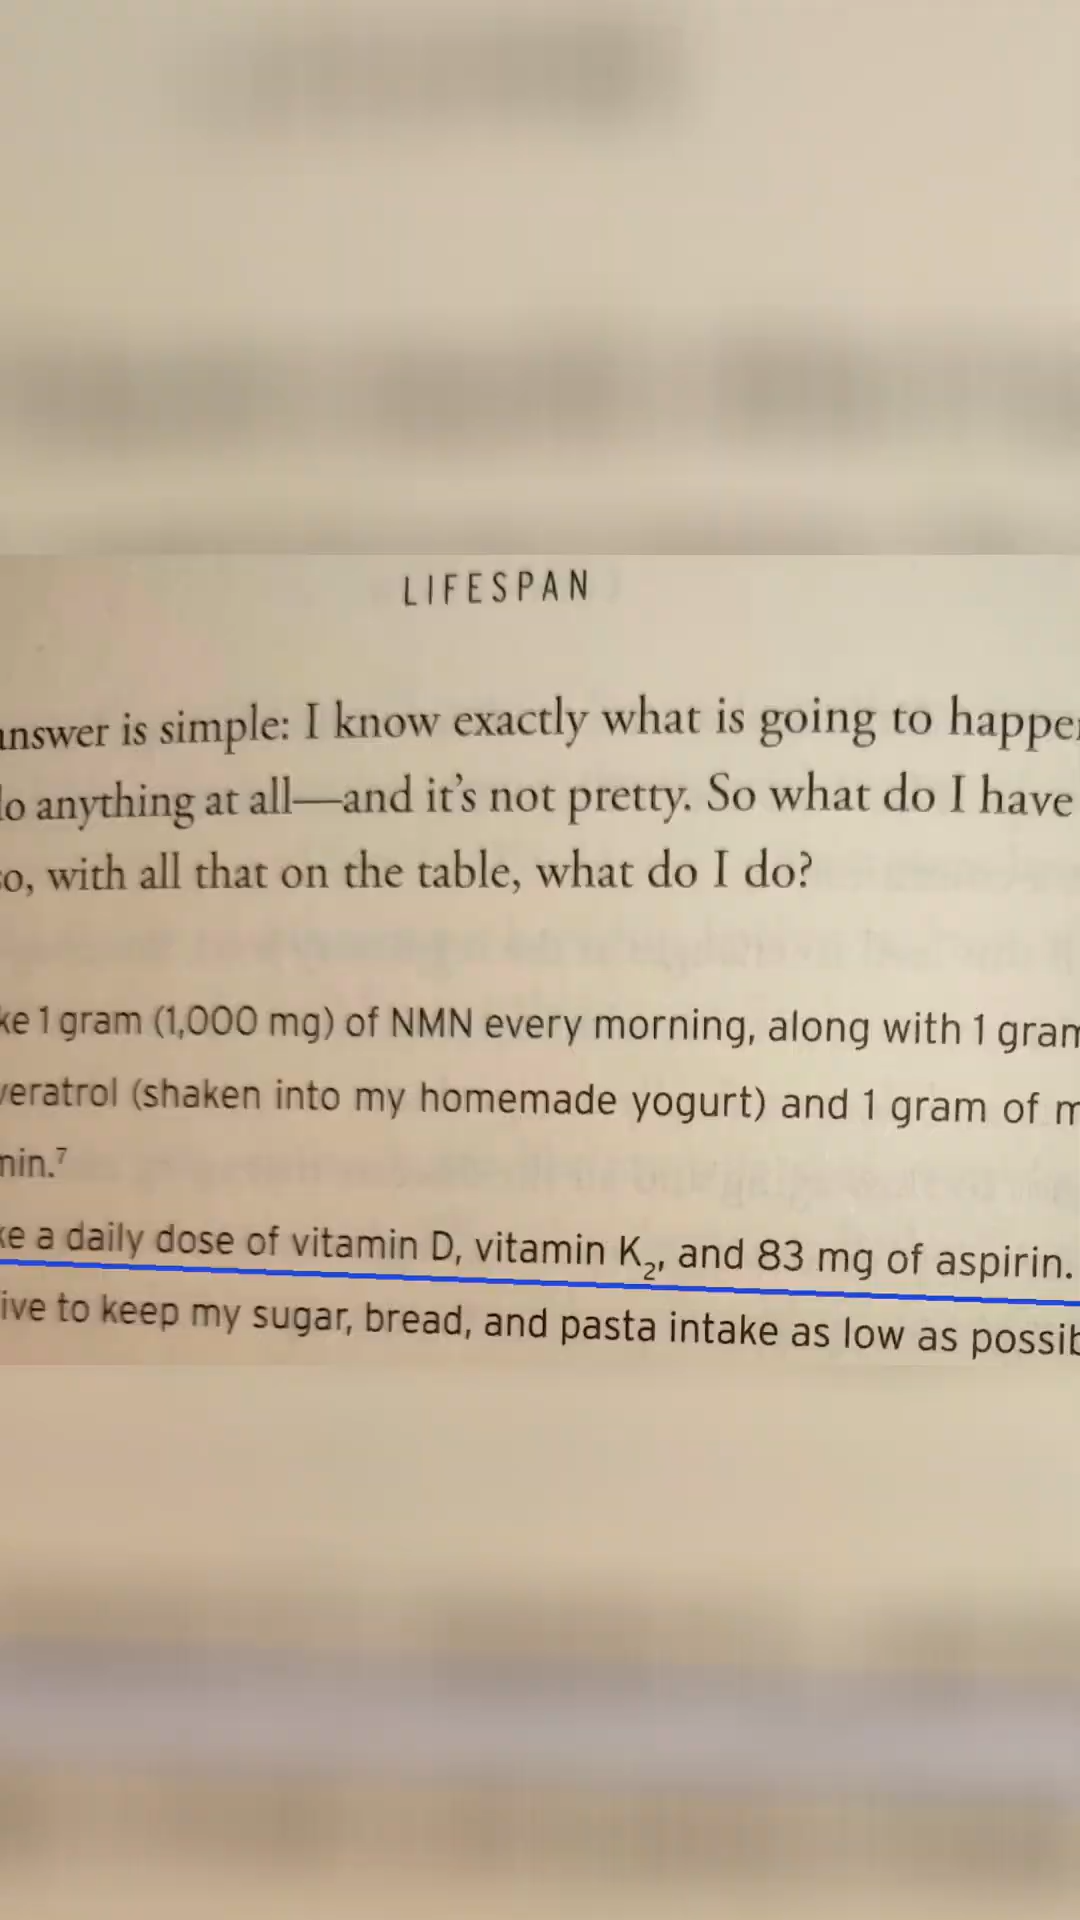 LIFESPAN
answer is simple: I know exactly what is going to happe
do anything at all—and it's not pretty. So what do I have
so, with all that on the table, what do I do?
ke 1 gram (1,000 mg) of NMN every morning, along with 1 gram
veratrol (shaken into my homemade yogurt) and 1 gram of m
min.⁷
ke a daily dose of vitamin D, vitamin K₂, and 83 mg of aspirin.
ive to keep my sugar, bread, and pasta intake as low as possib